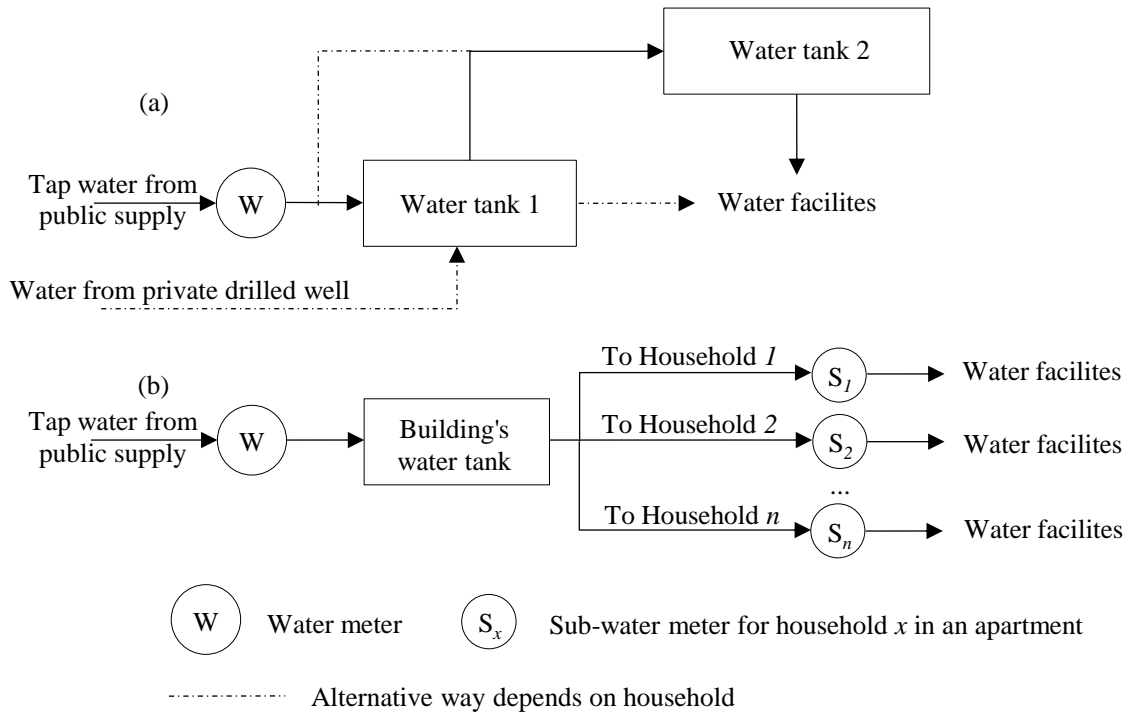 Water tank 2
(a)
Tap water from
public supply
W
Water tank 1
Water facilites
Water from private drilled well
(b)
Tap water from
public supply
W
Building's
water tank
To Household 1
S1
Water facilites
To Household 2
S2
Water facilites
...
To Household n
Sn
Water facilites
W
Water meter
Sx
Sub-water meter for household x in an apartment
Alternative way depends on household